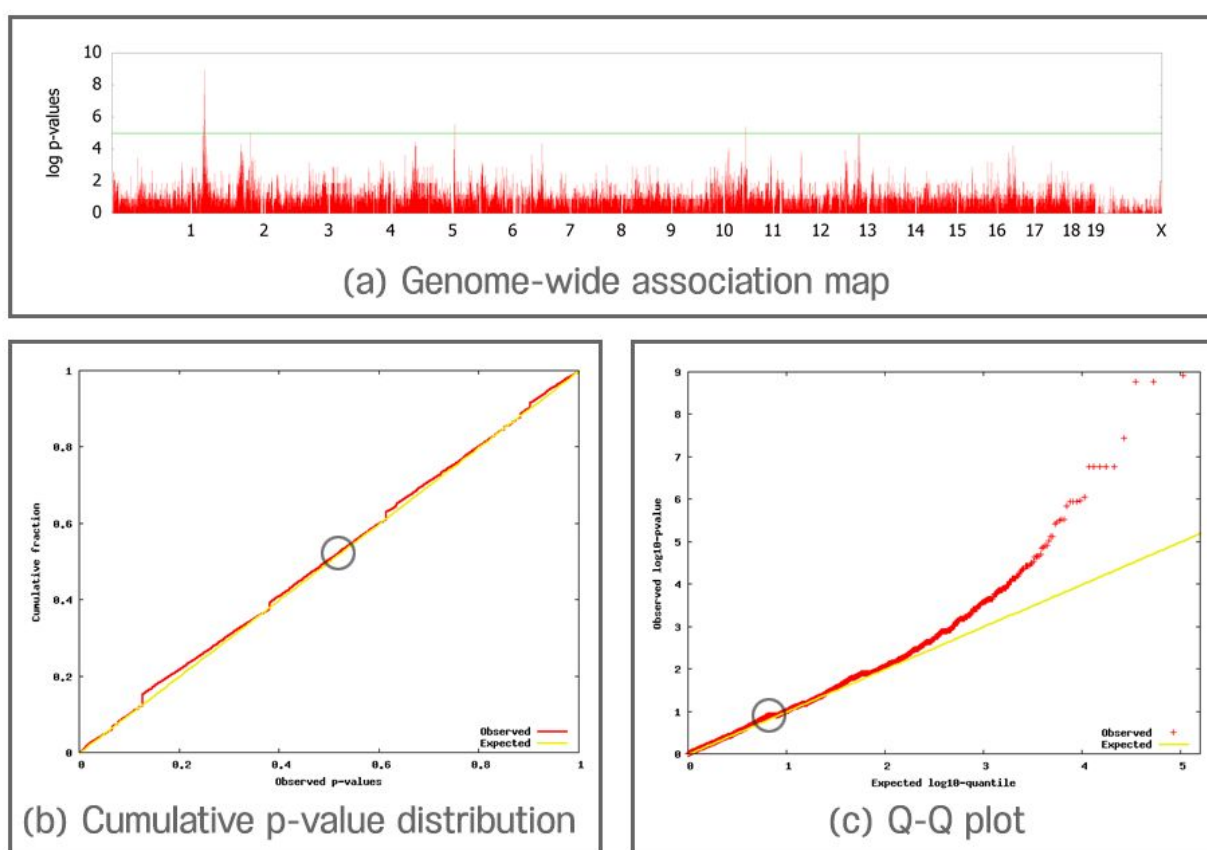 10
8
6
4
2
0
log p-values
1 2 3 4 5 6 7 8 9 10 11 12 13 14 15 16 17 18 19 X
(a) Genome-wide association map
1
0.8
0.6
0.4
0.2
0
Cumulative fraction
Observed
Expected
0 0.2 0.4 0.6 0.8 1
Observed p-values
(b) Cumulative p-value distribution
9
8
7
6
5
4
3
2
1
0
Observed log10-pvalue
Observed
Expected
0 1 2 3 4 5
Expected log10-quantile
(c) Q-Q plot